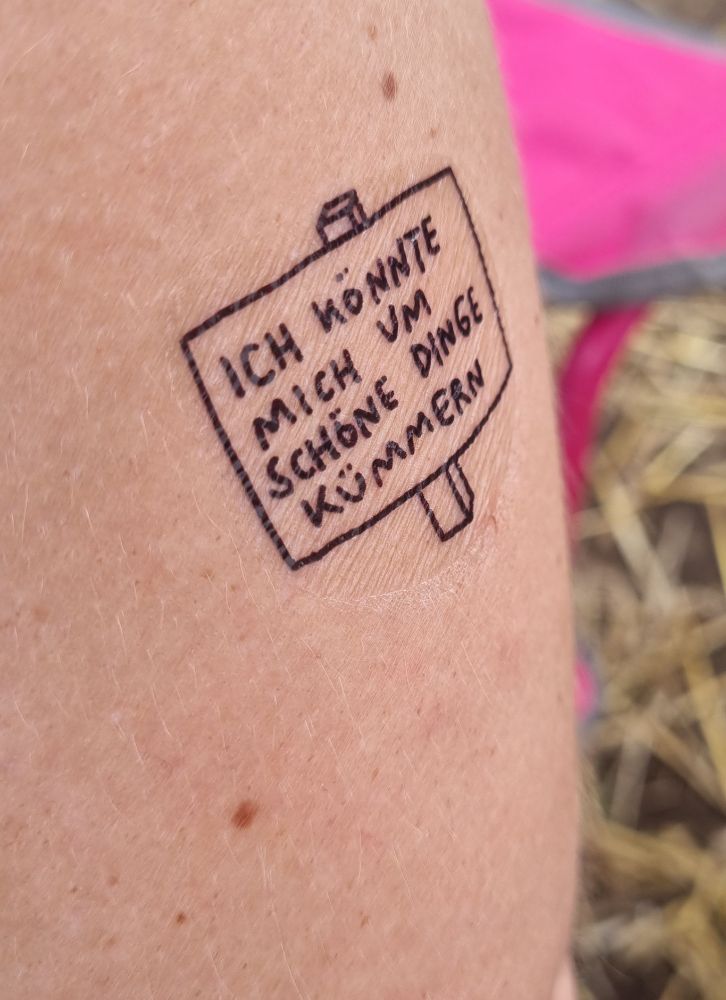 ICH KÖNNTE
MICH UM
SCHÖNE DINGE
KÜMMERN